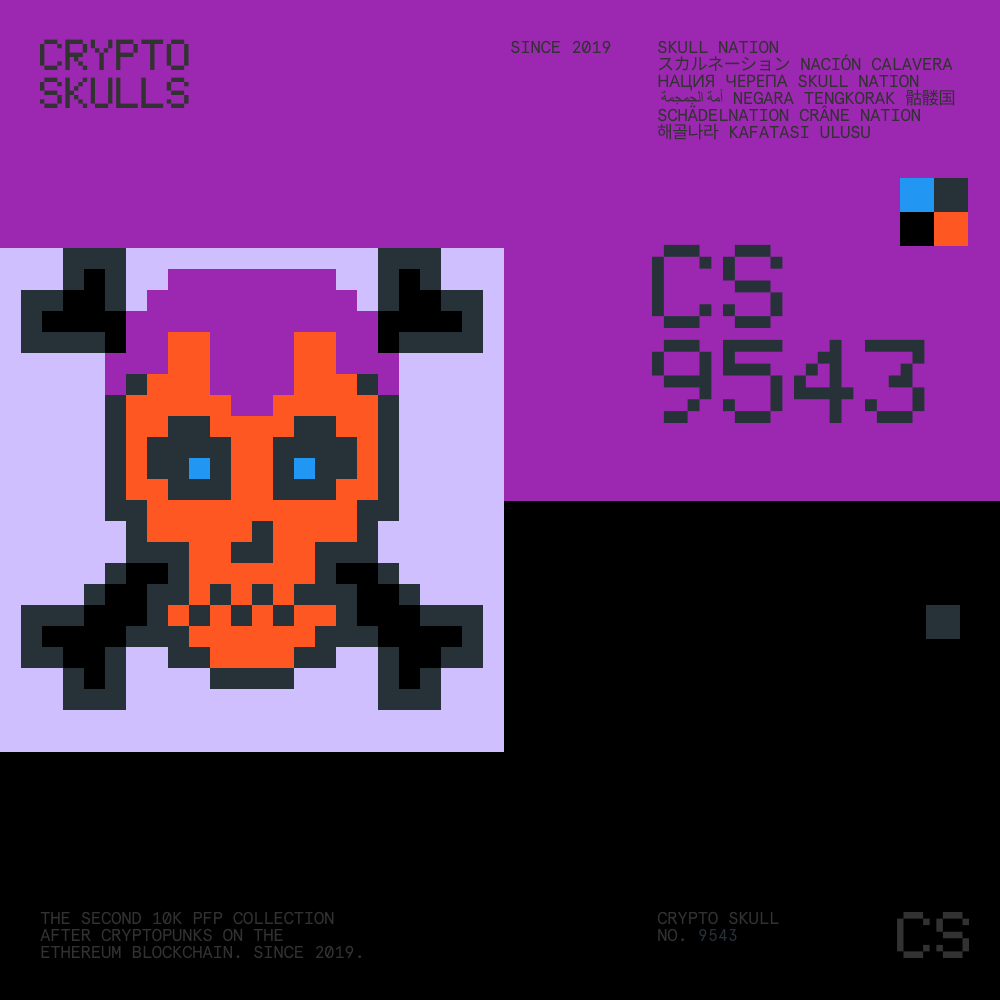 CRYPTO
SKULLS
SINCE 2019
SKULL NATION
スカルネーション NACIÓN CALAVERA
НАЦИЯ ЧЕРЕПА SKULL NATION
أمة الجمجمة NEGARA TENGKORAK 骷髅国
SCHÄDELNATION CRÂNE NATION
해골나라 KAFATASI ULUSU
CS
9543
THE SECOND 10K PFP COLLECTION
AFTER CRYPTOPUNKS ON THE
ETHEREUM BLOCKCHAIN. SINCE 2019.
CRYPTO SKULL
NO. 9543
CS